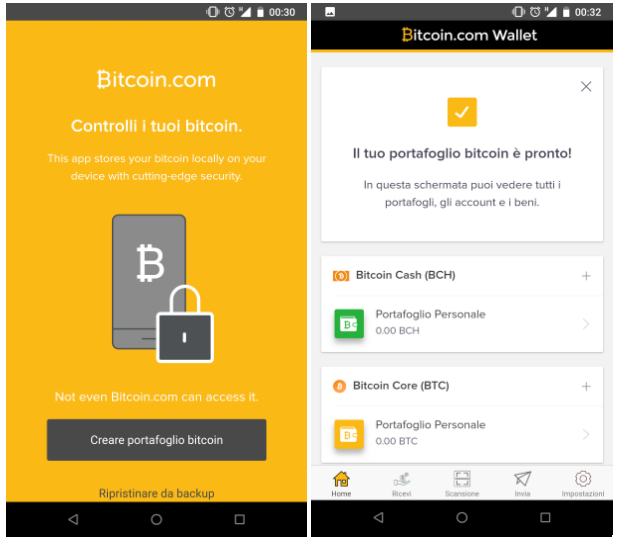 00:30
Bitcoin.com
Controlli i tuoi bitcoin.
This app stores your bitcoin locally on your
device with cutting-edge security.
Not even Bitcoin.com can access it.
Creare portafoglio bitcoin
Ripristinare da backup
00:32
Bitcoin.com Wallet
Il tuo portafoglio bitcoin è pronto!
In questa schermata puoi vedere tutti i
portafogli, gli account e i beni.
Bitcoin Cash (BCH)
Portafoglio Personale
0.00 BCH
Bitcoin Core (BTC)
Portafoglio Personale
0.00 BTC
Home Ricevi Scansione Invia Impostazioni